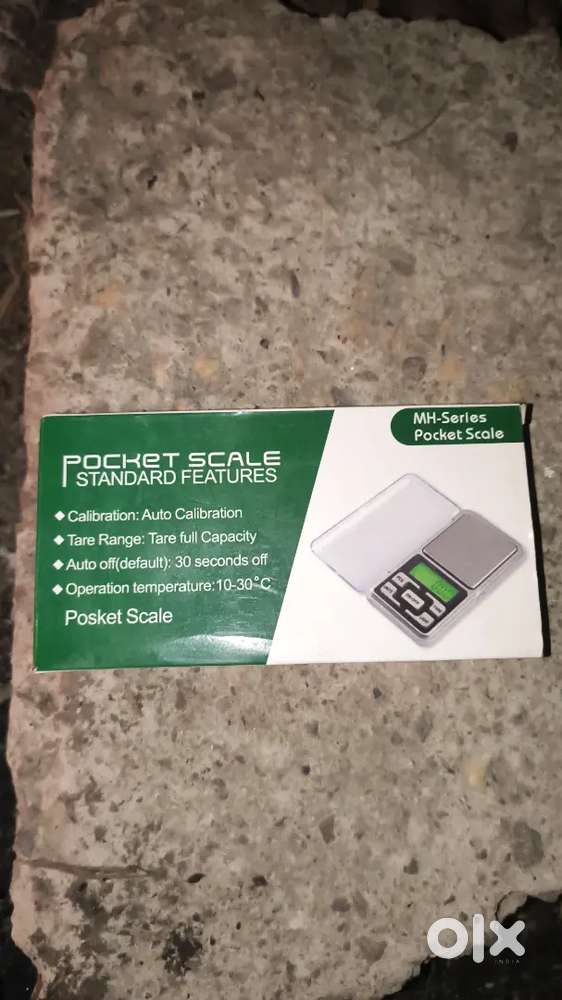 MH-Series
Pocket Scale
POCKET SCALE
STANDARD FEATURES
◆ Calibration: Auto Calibration
◆ Tare Range: Tare full Capacity
◆ Auto off(default): 30 seconds off
◆ Operation temperature:10-30°C
Posket Scale
olx
INDIA